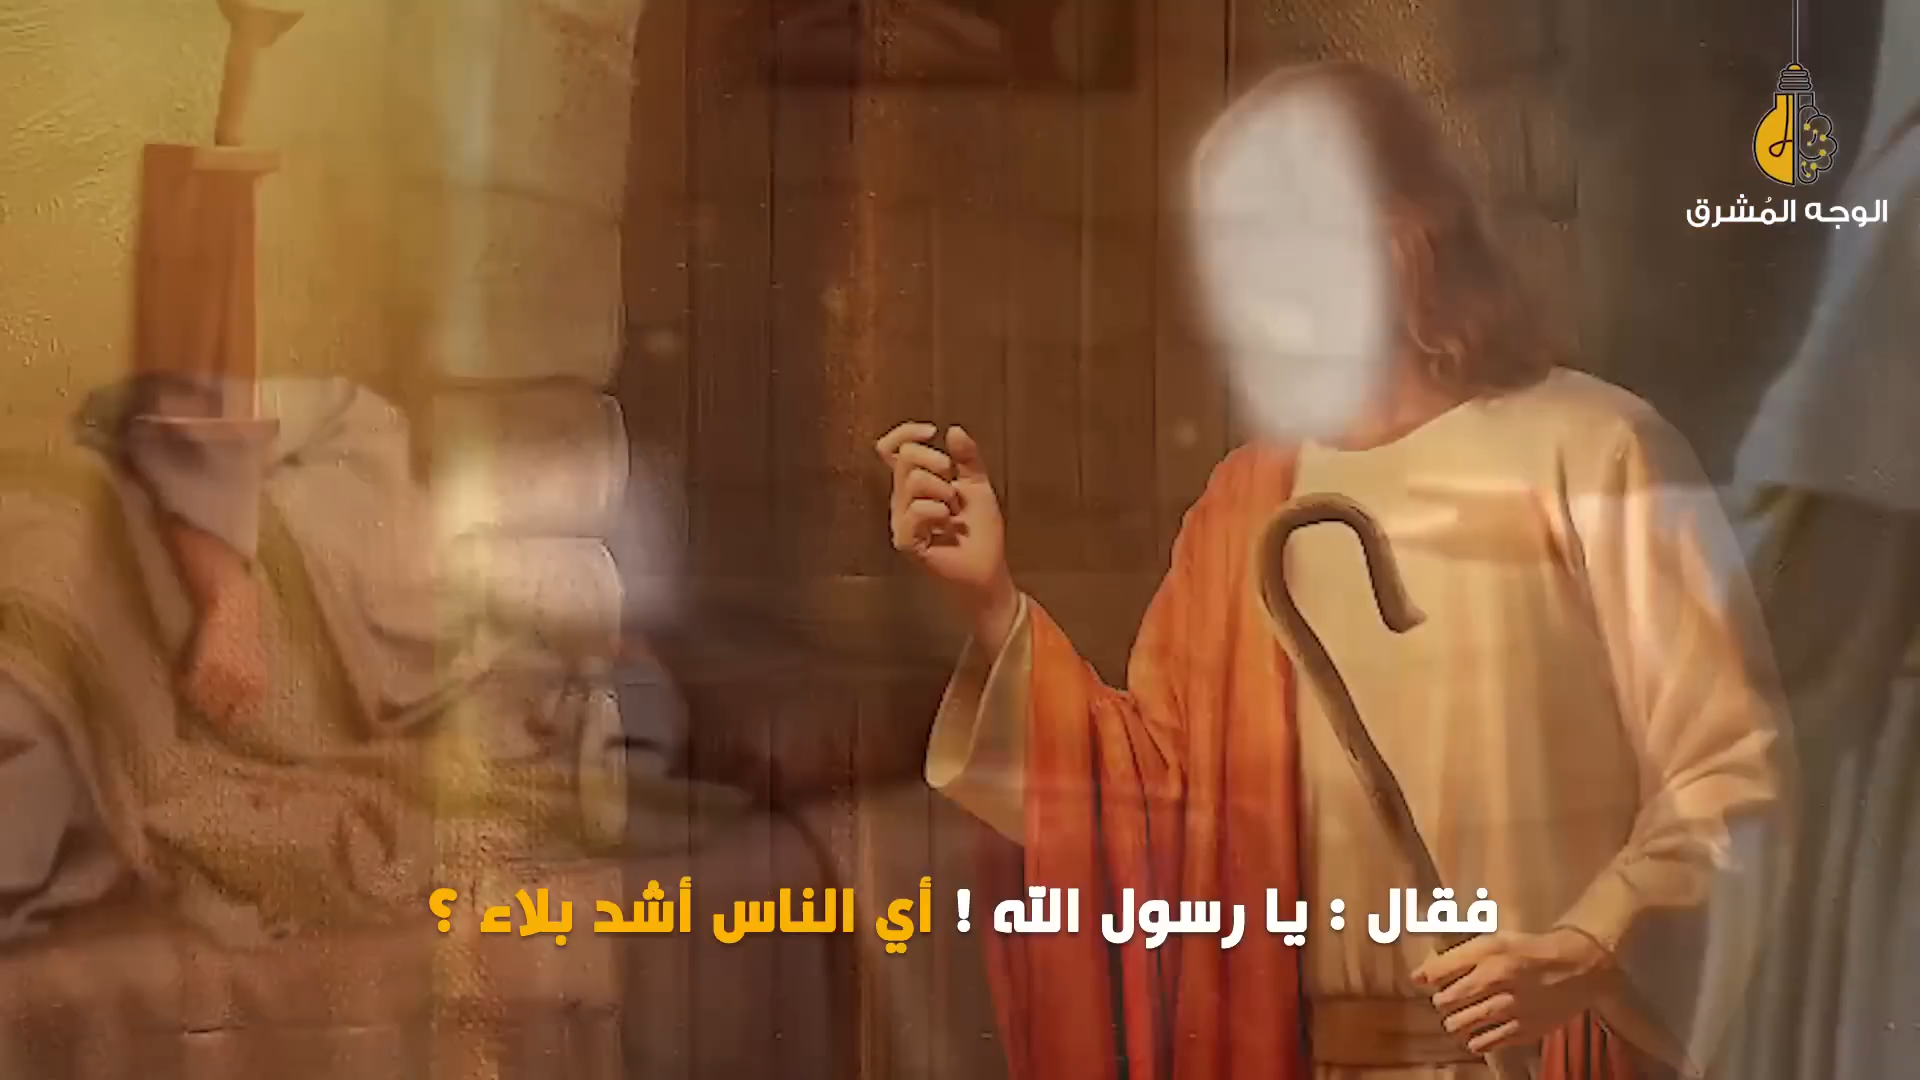 الوجه المُشرق
فقال : يا رسول الله ! أي الناس أشد بلاء ؟